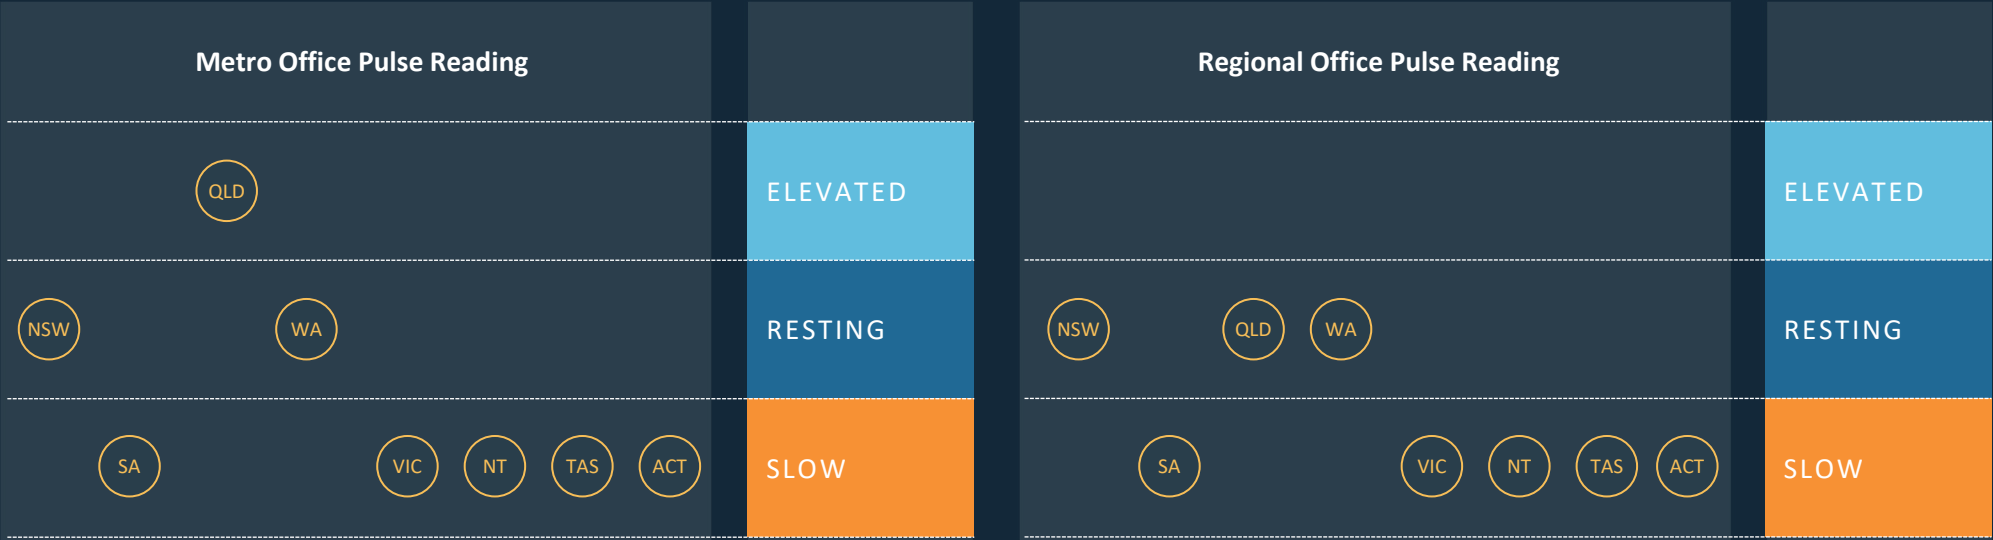 Metro Office Pulse Reading
QLD
ELEVATED
NSW
WA
RESTING
SA
VIC
NT
TAS
ACT
SLOW
Regional Office Pulse Reading
ELEVATED
NSW
QLD
WA
RESTING
SA
VIC
NT
TAS
ACT
SLOW